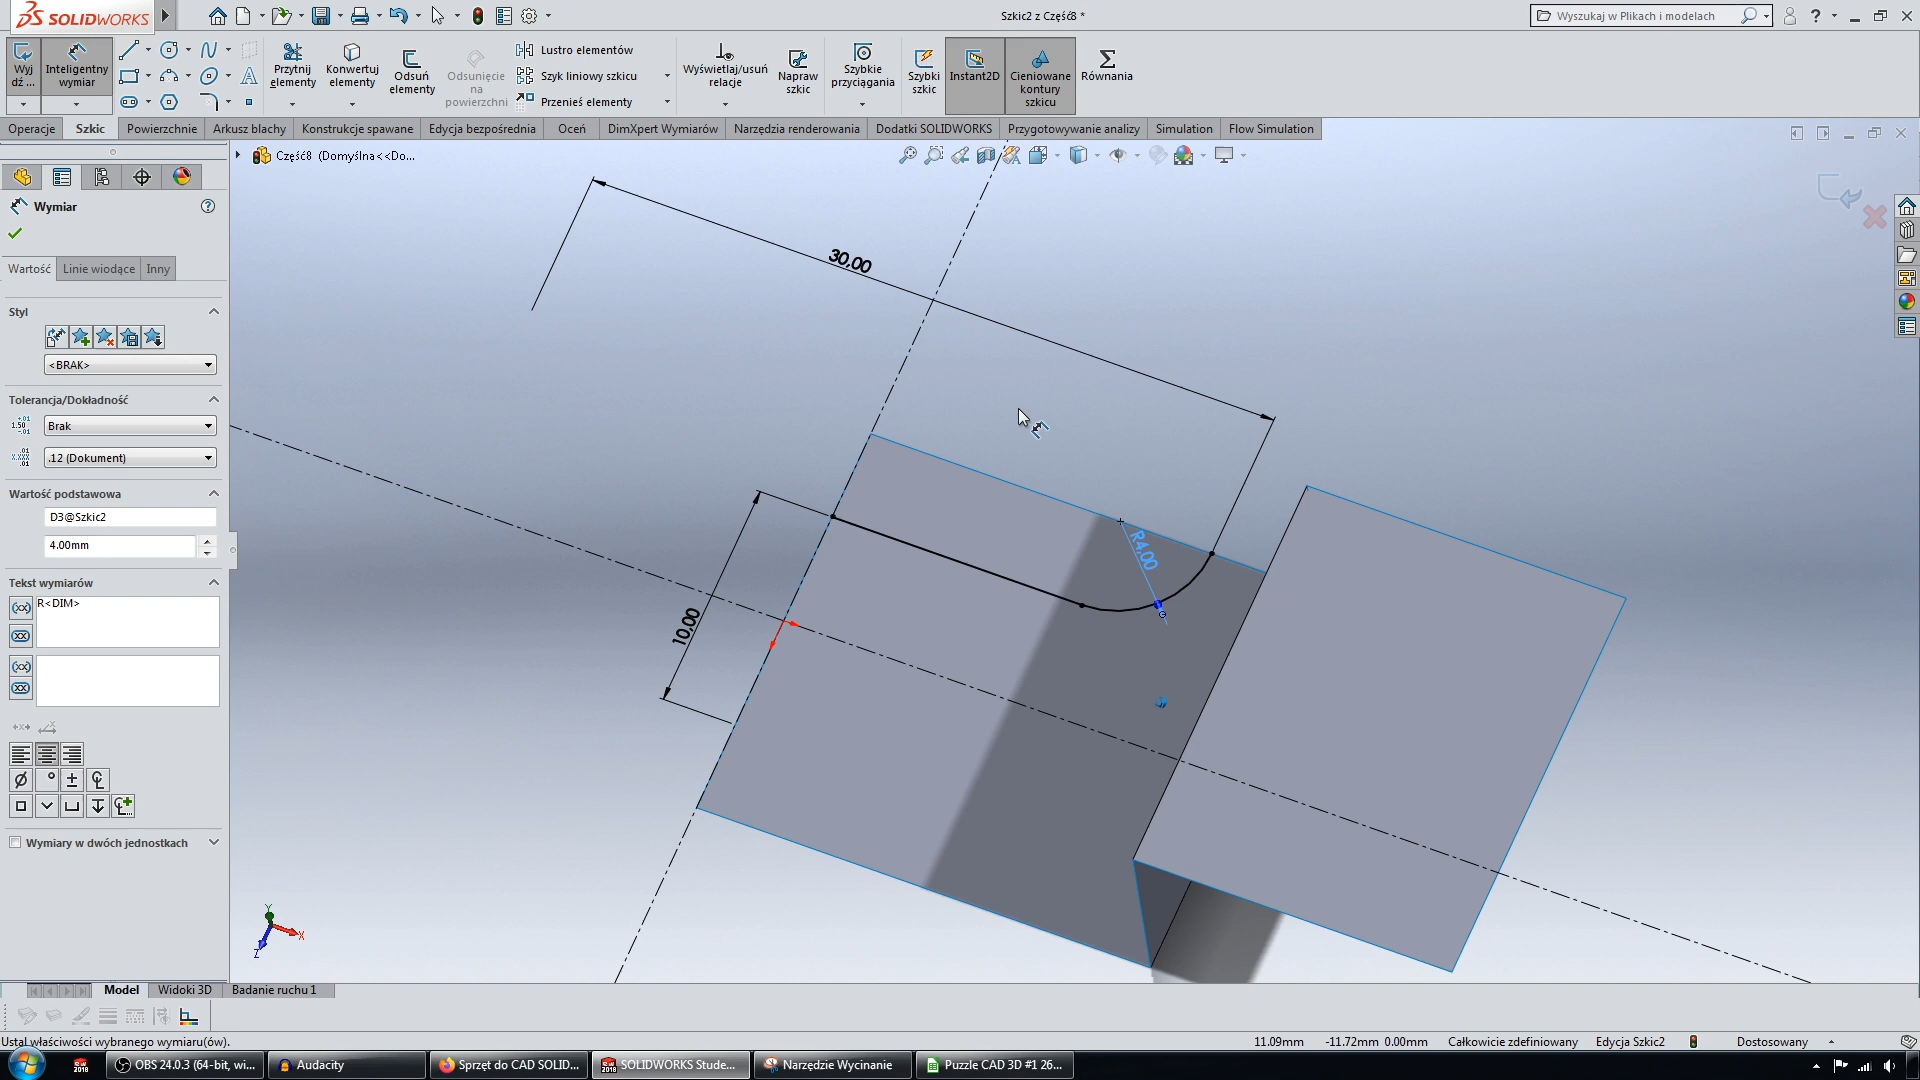 SOLIDWORKS
Szkic2 z Część8 *
Wyszukaj w Plikach i modelach
Wyj
dź ...
Inteligentny
wymiar
Przytnij
elementy
Konwertuj
elementy
Odsuń
elementy
Odsunięcie
na
powierzchni
Lustro elementów
Szyk liniowy szkicu
Przenieś elementy
Wyświetlaj/usuń
relacje
Napraw
szkic
Szybkie
przyciągania
Szybki
szkic
Instant2D
Cieniowane
kontury
szkicu
Równania
Operacje
Szkic
Powierzchnie
Arkusz blachy
Konstrukcje spawane
Edycja bezpośrednia
Oceń
DimXpert Wymiarów
Narzędzia renderowania
Dodatki SOLIDWORKS
Przygotowywanie analizy
Simulation
Flow Simulation
Część8 (Domyślna<<Do...
Wymiar
Wartość
Linie wiodące
Inny
Styl
<BRAK>
Tolerancja/Dokładność
Brak
.12 (Dokument)
Wartość podstawowa
D3@Szkic2
4.00mm
Tekst wymiarów
R<DIM>
Wymiary w dwóch jednostkach
30,00
10,00
R4,00
Y
X
Z
Model
Widoki 3D
Badanie ruchu 1
Ustal właściwości wybranego wymiaru(ów).
11.09mm
-11.72mm
0.00mm
Całkowicie zdefiniowany
Edycja Szkic2
Dostosowany
2018
OBS 24.0.3 (64-bit, wi...
Audacity
Sprzęt do CAD SOLID...
SOLIDWORKS Stude...
Narzędzie Wycinanie
Puzzle CAD 3D #1 26...